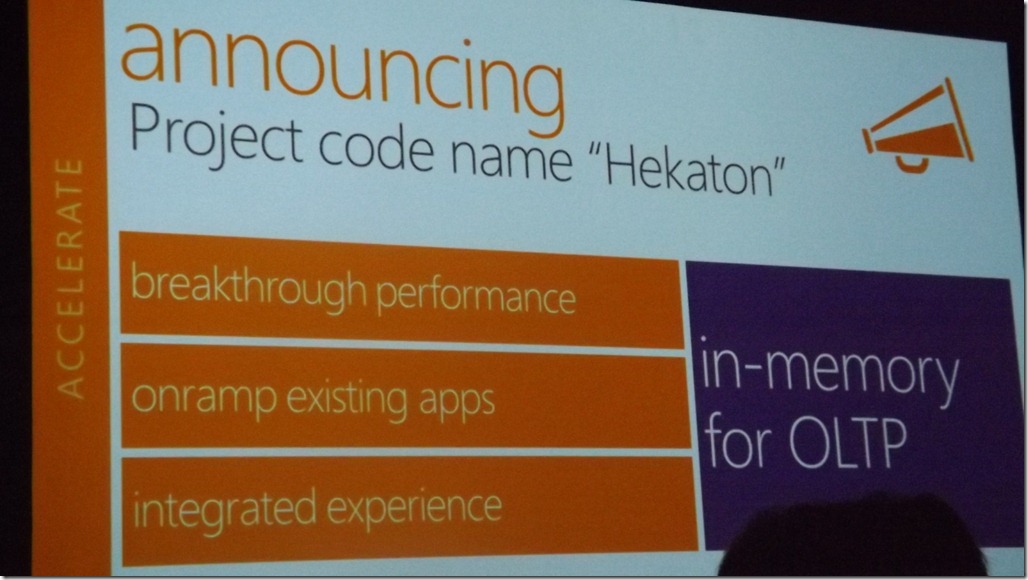 announcing
Project code name “Hekaton”
ACCELERATE
breakthrough performance
onramp existing apps
integrated experience
in-memory
for OLTP